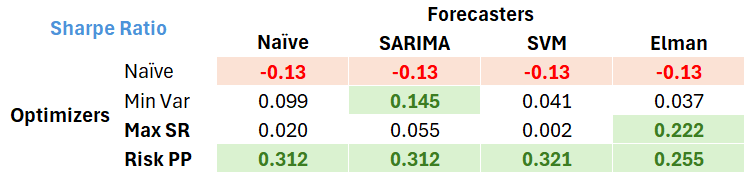 Sharpe Ratio
Forecasters
Naïve SARIMA SVM Elman
Optimizers
Naïve -0.13 -0.13 -0.13 -0.13
Min Var 0.099 0.145 0.041 0.037
Max SR 0.020 0.055 0.002 0.222
Risk PP 0.312 0.312 0.321 0.255